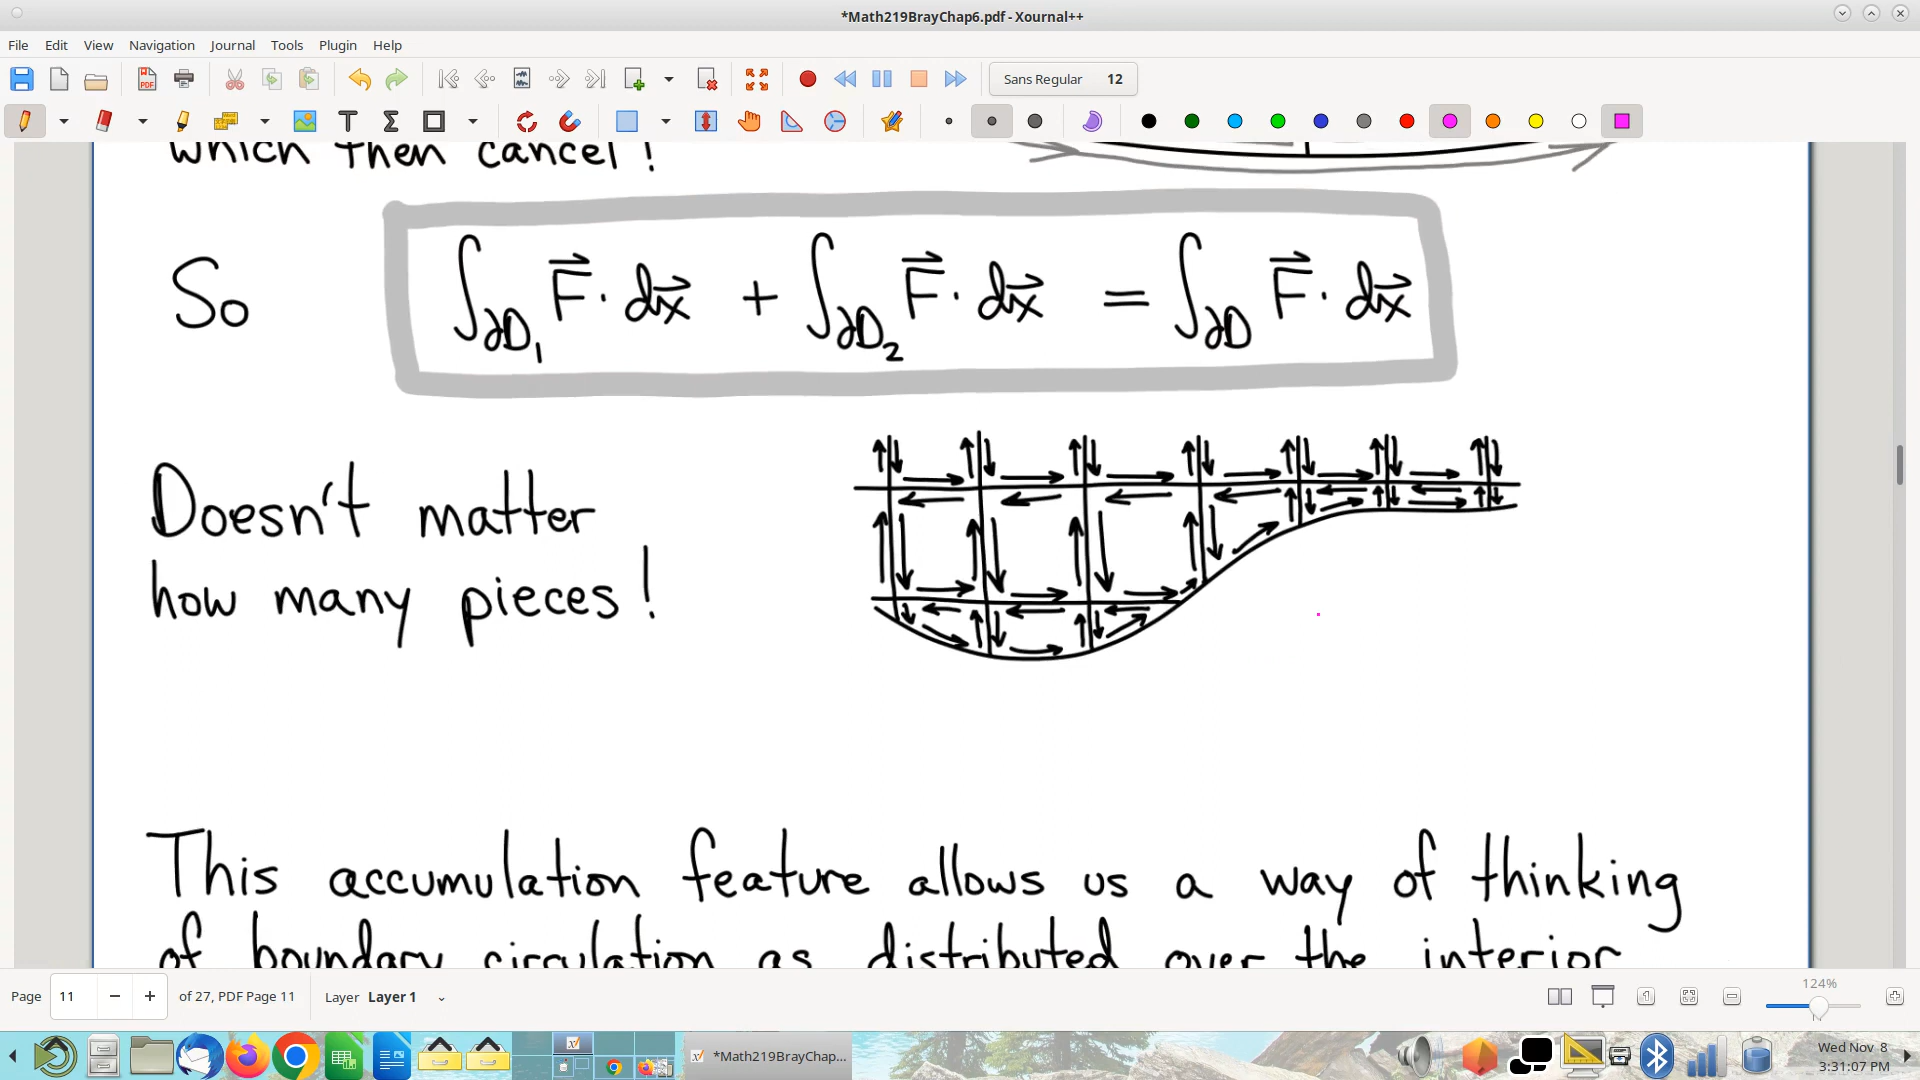 *Math219BrayChap6.pdf - Xournal++
File Edit View Navigation Journal Tools Plugin Help
Sans Regular 12
which then cancel!
So ∫∂D₁ F⃗ · dx⃗ + ∫∂D₂ F⃗ · dx⃗ = ∫∂D F⃗ · dx⃗
Doesn't matter
how many pieces!
This accumulation feature allows us a way of thinking
of boundary circulation as distributed over the interior
Page 11 of 27, PDF Page 11 Layer Layer 1 124%
*Math219BrayChap... Wed Nov 8
3:31:07 PM